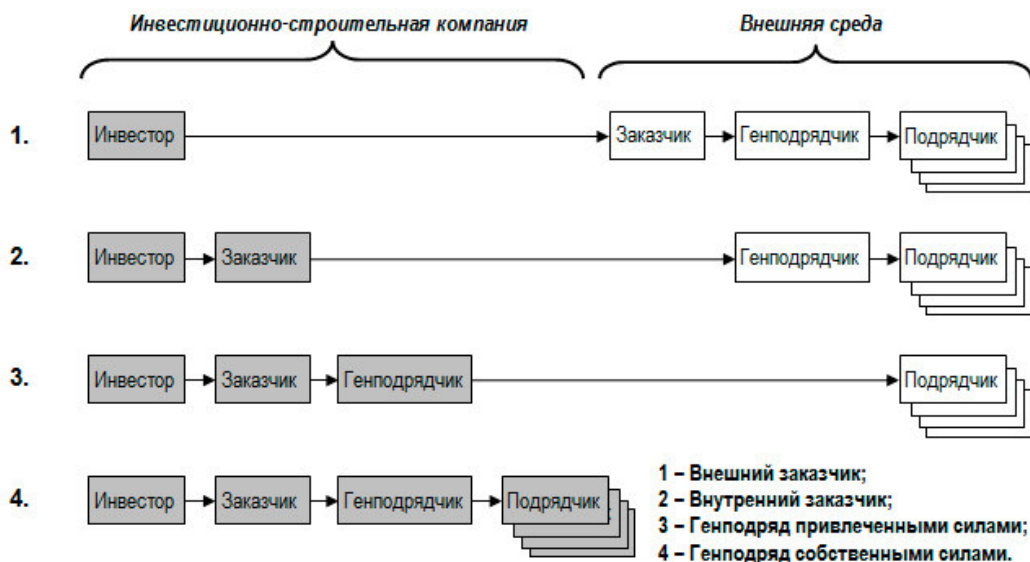 Инвестиционно-строительная компания
Внешняя среда
1.
Инвестор
Заказчик
Генподрядчик
Подрядчик
2.
Инвестор
Заказчик
Генподрядчик
Подрядчик
3.
Инвестор
Заказчик
Генподрядчик
Подрядчик
4.
Инвестор
Заказчик
Генподрядчик
Подрядчик
1 – Внешний заказчик;
2 – Внутренний заказчик;
3 – Генподряд привлеченными силами;
4 – Генподряд собственными силами.